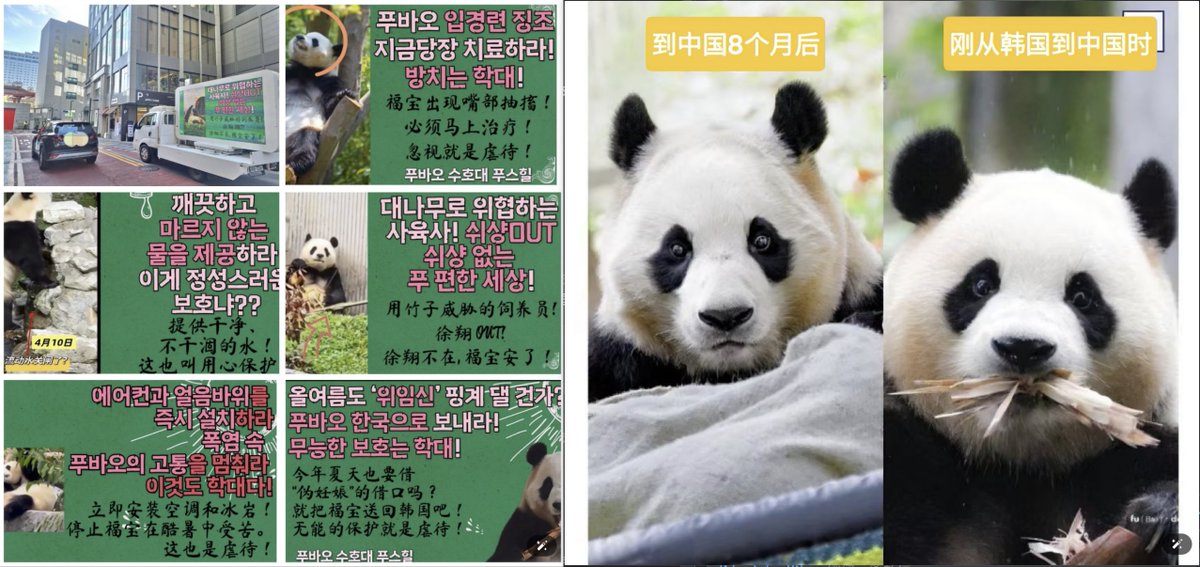 대나무로 위협하는
사육사! 쉬샹OUT
푸바오 입경련 징조
지금당장 치료하라!
방치는 학대!
福宝出现嘴部抽搐！
必须马上治疗！
忽视就是虐待！
푸바오 수호대 푸스힐
깨끗하고
마르지 않는
물을 제공하라
이게 정성스러운
보호냐??
提供干净、
不干涸的水！
这也叫用心保护
4月10日
대나무로 위협하는
사육사! 쉬샹OUT
쉬샹 없는
푸 편한 세상!
用竹子威胁的饲养员！
徐翔OUT!
徐翔不在，福宝安了！
에어컨과 얼음바위를
즉시 설치하라
폭염 속
푸바오의 고통을 멈춰라
이것도 학대다!
立即安装空调和冰岩！
停止福宝在酷暑中受苦。
这也是虐待！
올여름도 '위임신' 핑계 댈 건가?
푸바오 한국으로 보내라!
무능한 보호는 학대!
今年夏天也要借
"伪妊娠"的借口吗？
就把福宝送回韩国吧！
无能的保护就是虐待！
푸바오 수호대 푸스힐
到中国8个月后
刚从韩国到中国时